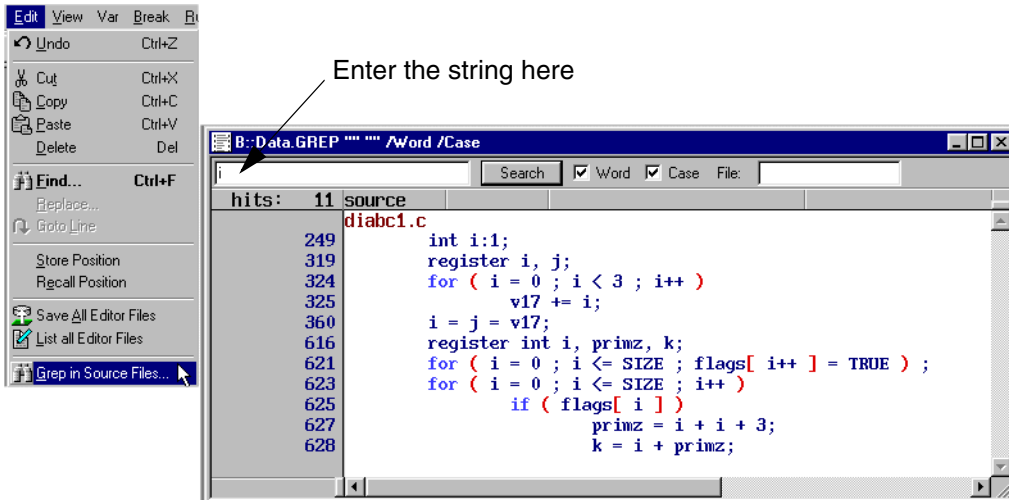 Edit View Var Break
Undo Ctrl+Z
Cut Ctrl+X
Copy Ctrl+C
Paste Ctrl+V
Delete Del
Find... Ctrl+F
Replace...
Goto Line
Store Position
Recall Position
Save All Editor Files
List all Editor Files
Grep in Source Files...
Enter the string here
B::Data.GREP "" "" /Word /Case
i Search Word Case File:
hits: 11 source
diabc1.c
249 int i:1;
319 register i, j;
324 for ( i = 0 ; i < 3 ; i++ )
325 v17 += i;
360 i = j = v17;
616 register int i, primz, k;
621 for ( i = 0 ; i <= SIZE ; flags[ i++ ] = TRUE ) ;
623 for ( i = 0 ; i <= SIZE ; i++ )
625 if ( flags[ i ] )
627 primz = i + i + 3;
628 k = i + primz;